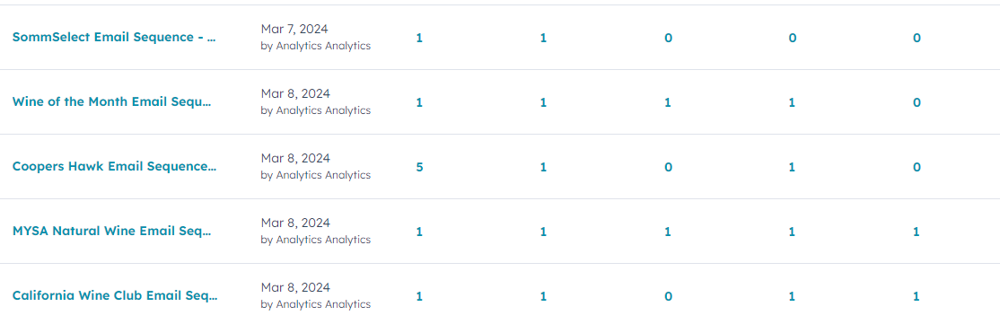 SommSelect Email Sequence - ...
Mar 7, 2024
by Analytics Analytics
1 1 0 0 0
Wine of the Month Email Sequ...
Mar 8, 2024
by Analytics Analytics
1 1 1 1 0
Coopers Hawk Email Sequence...
Mar 8, 2024
by Analytics Analytics
5 1 0 1 0
MYSA Natural Wine Email Seq...
Mar 8, 2024
by Analytics Analytics
1 1 1 1 1
California Wine Club Email Seq...
Mar 8, 2024
by Analytics Analytics
1 1 0 1 1